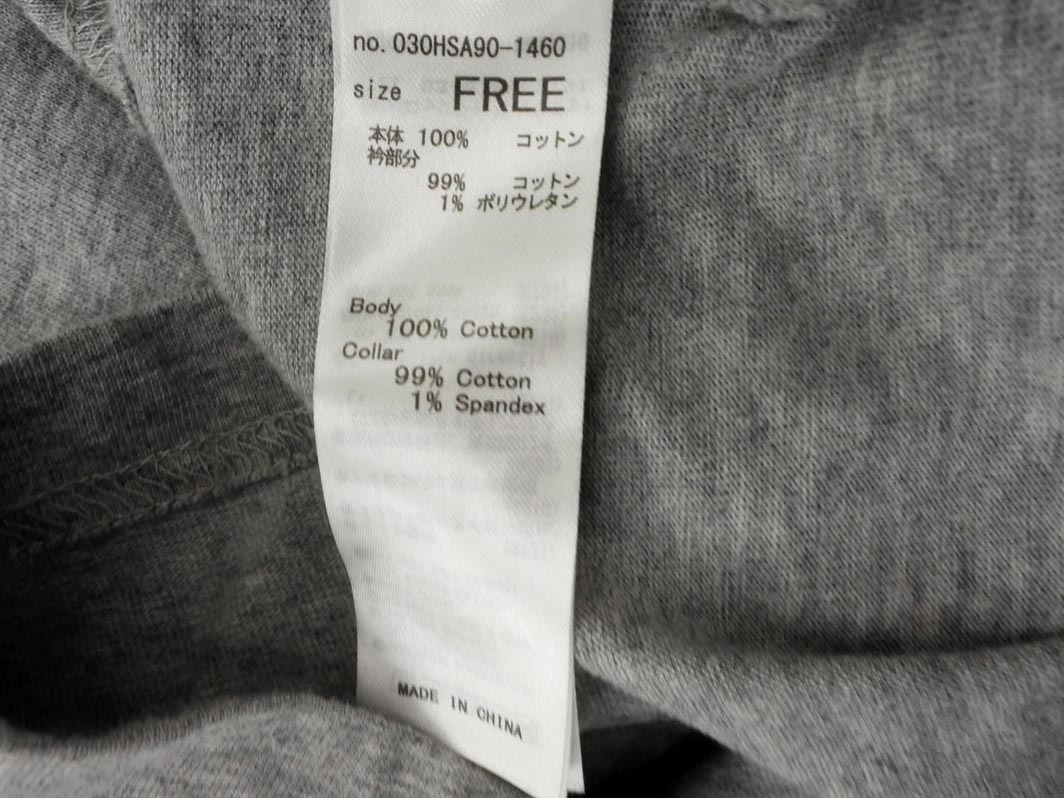 no. 030HSA90-1460
size FREE
本体 100% コットン
衿部分
99% コットン
1% ポリウレタン
Body
100% Cotton
Collar
99% Cotton
1% Spandex
MADE IN CHINA